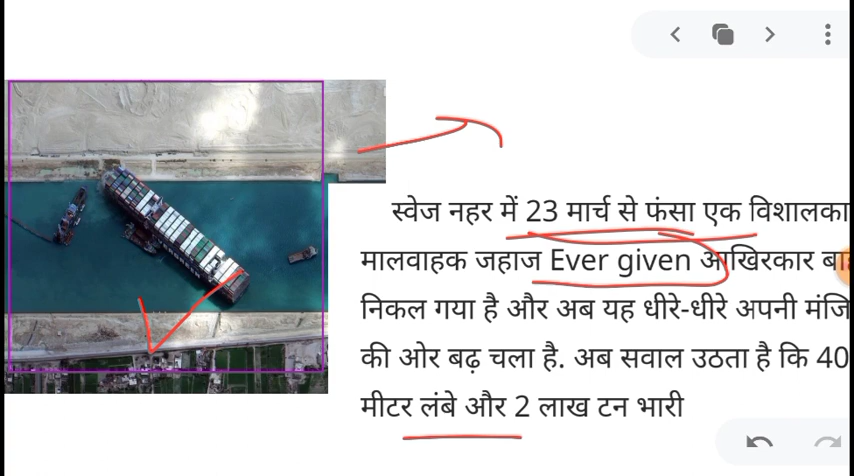 स्वेज नहर में 23 मार्च से फंसा एक विशालका
मालवाहक जहाज Ever given आखिरकार बा
निकल गया है और अब यह धीरे-धीरे अपनी मंजि
की ओर बढ़ चला है. अब सवाल उठता है कि 40
मीटर लंबे और 2 लाख टन भारी